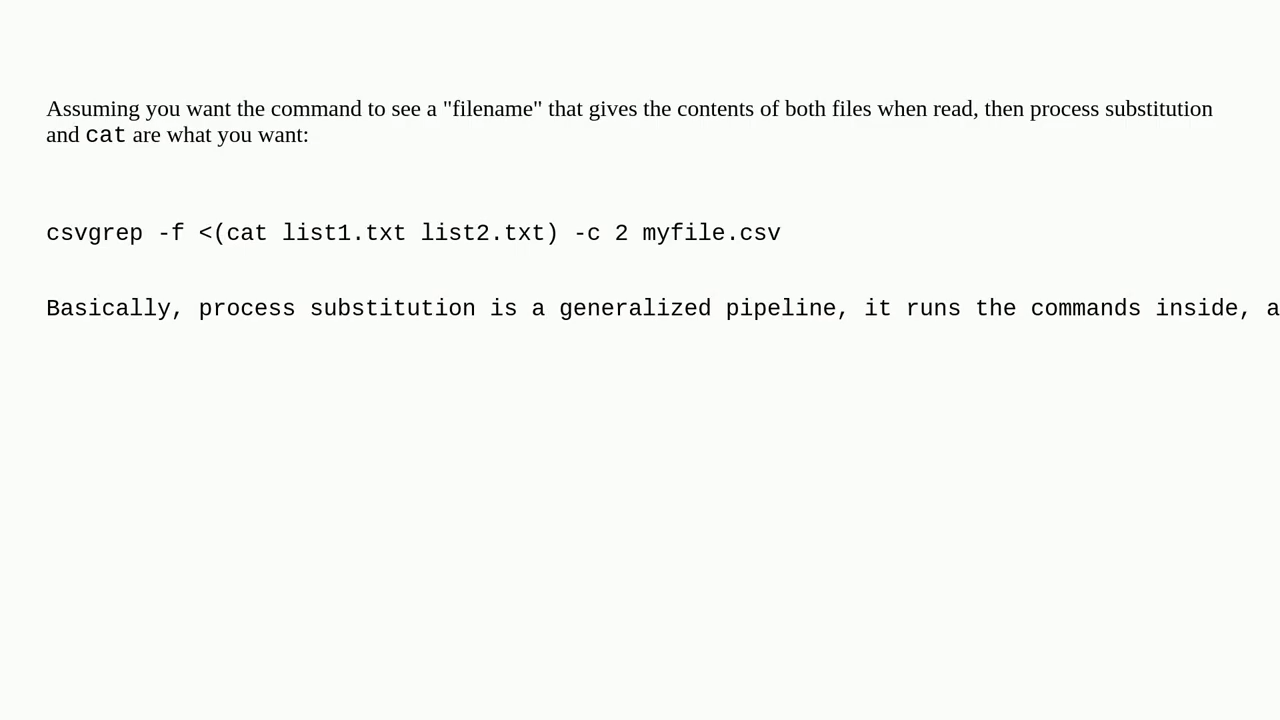 Assuming you want the command to see a "filename" that gives the contents of both files when read, then process substitution
and cat are what you want:
csvgrep -f <(cat list1.txt list2.txt) -c 2 myfile.csv
Basically, process substitution is a generalized pipeline, it runs the commands inside,